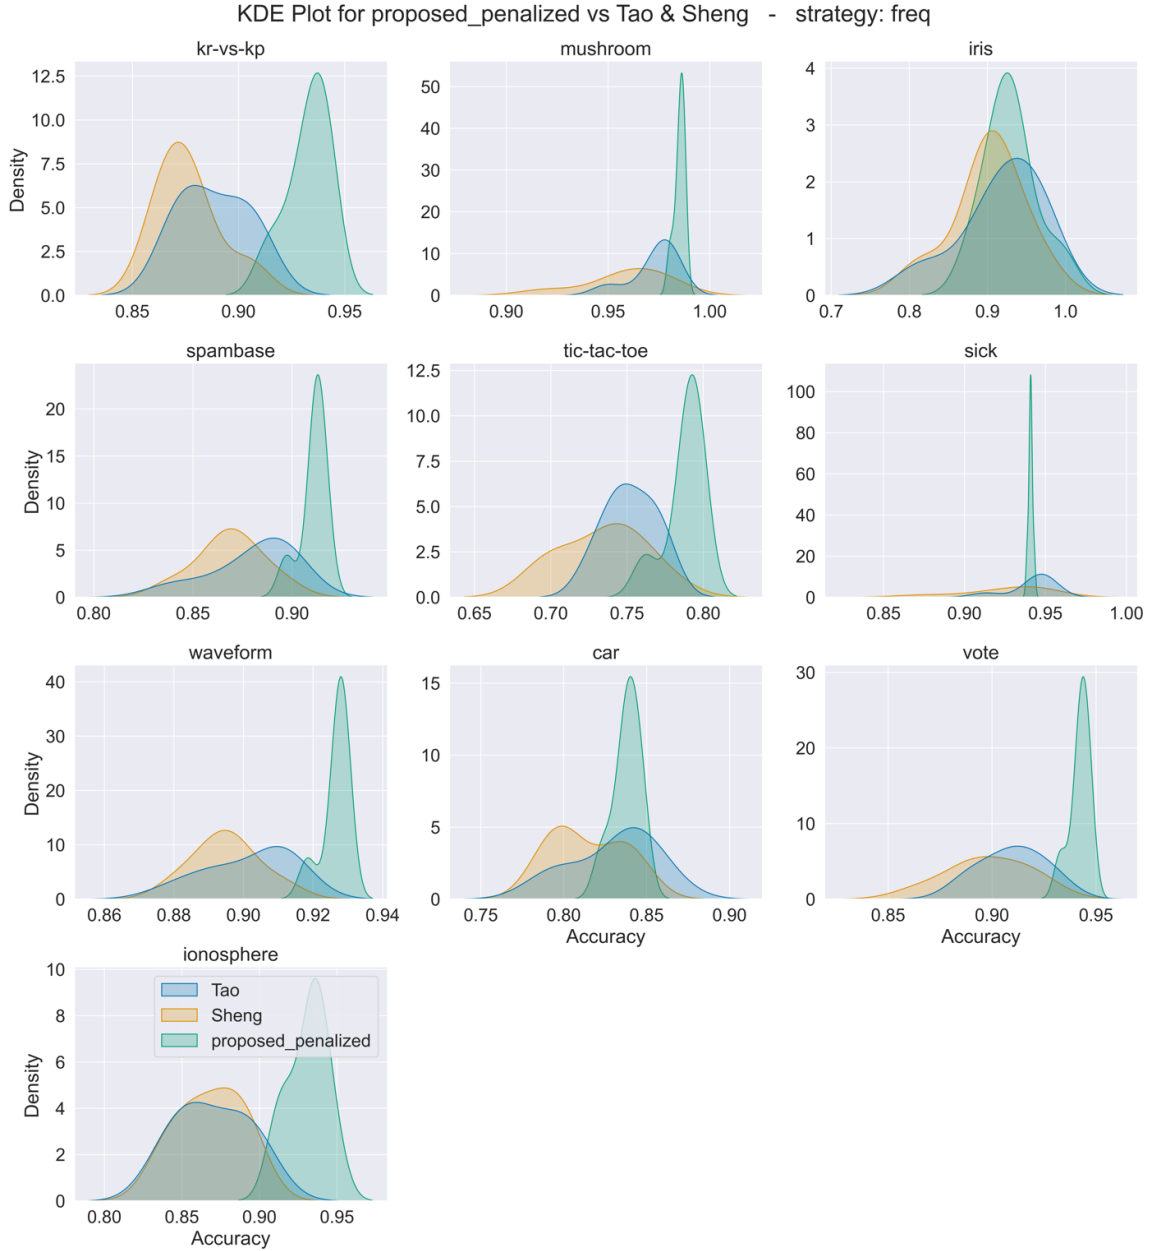 KDE Plot for proposed_penalized vs Tao & Sheng - strategy: freq
kr-vs-kp
mushroom
iris
12.5
10.0
7.5
5.0
2.5
0.0
Density
0.85 0.90 0.95
50
40
30
20
10
0
0.90 0.95 1.00
4
3
2
1
0
0.7 0.8 0.9 1.0
spambase
tic-tac-toe
sick
20
15
10
5
0
Density
0.80 0.85 0.90
12.5
10.0
7.5
5.0
2.5
0.0
0.65 0.70 0.75 0.80
100
80
60
40
20
0
0.85 0.90 0.95 1.00
waveform
car
vote
40
30
20
10
0
Density
0.86 0.88 0.90 0.92 0.94
15
10
5
0
0.75 0.80 0.85 0.90
Accuracy
30
20
10
0
0.85 0.90 0.95
Accuracy
ionosphere
10
8
6
4
2
0
Density
Tao
Sheng
proposed_penalized
0.80 0.85 0.90 0.95
Accuracy